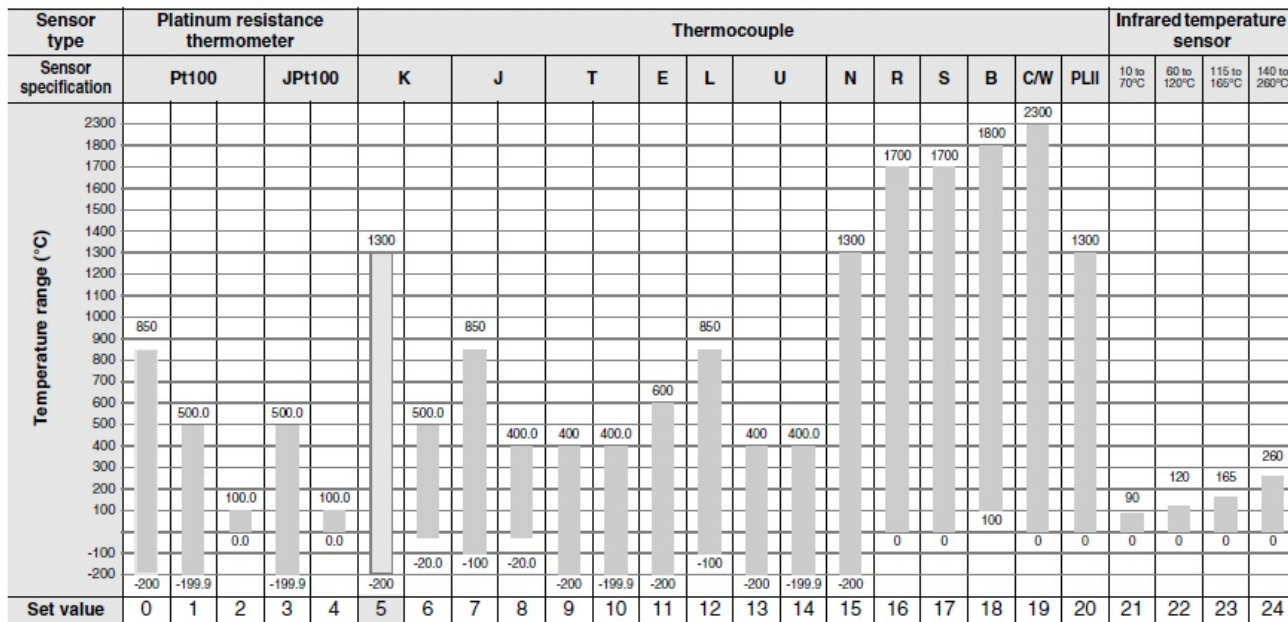 Sensor type Platinum resistance thermometer Thermocouple Infrared temperature sensor
Sensor specification Pt100 JPt100 K J T E L U N R S B C/W PLII 10 to 70°C 60 to 120°C 115 to 165°C 140 to 260°C
Temperature range (°C)
2300 2300
1800 1800
1700 1700 1700
1600
1500
1400
1300 1300 1300 1300
1200
1100
1000
900 850 850 850
800
700
600 600
500 500.0 500.0 500.0
400 400.0 400 400.0 400 400.0
300
200 100.0 100.0 90 120 165 260
100 100
0.0 0.0 0 0 0 0 0 0 0 0
-100 -20.0 -100 -20.0 -100
-200
-200 -199.9 -199.9 -200 -200 -199.9 -200 -200 -199.9 -200
Set value 0 1 2 3 4 5 6 7 8 9 10 11 12 13 14 15 16 17 18 19 20 21 22 23 24